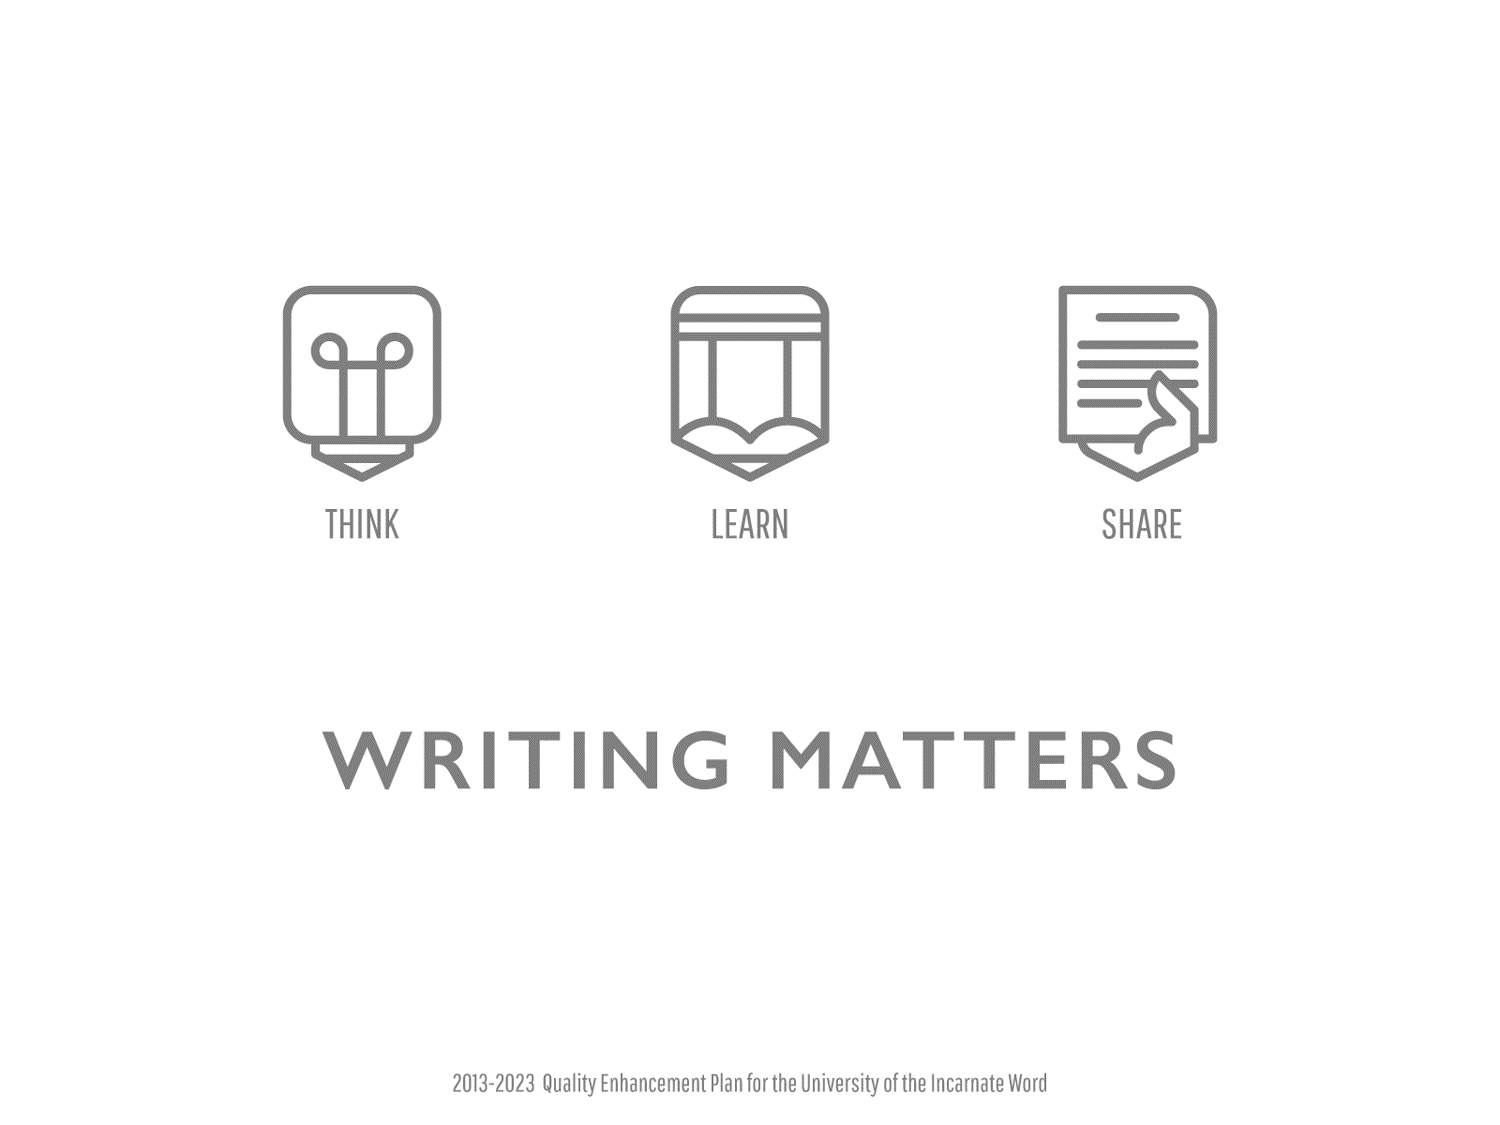 THINK LEARN SHARE
WRITING MATTERS
2013-2023 Quality Enhancement Plan for the University of the Incarnate Word